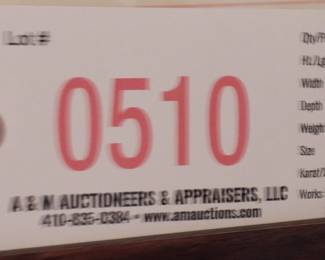 Lot#
0510
A & M AUCTIONEERS & APPRAISERS, LLC
410-835-0384 • www.amauctions.com
Qty/P
Ht./Lg
Width
Depth
Weigh
Size
Karat/
Works